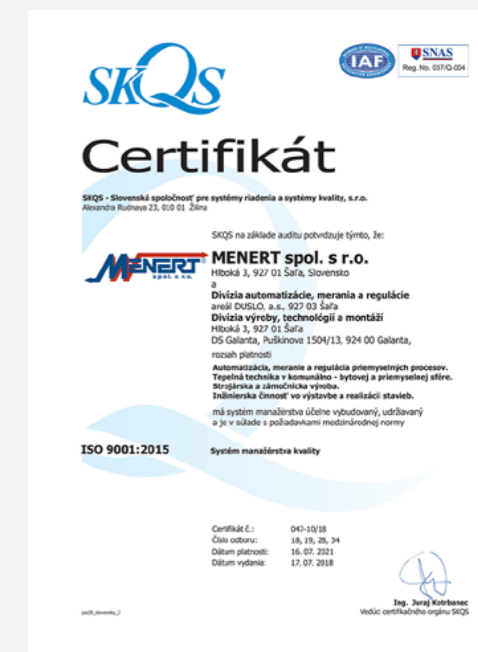 SKQS
MEMBER OF MULTILATERAL
IAF
RECOGNITION ARRANGEMENT
SNAS
Reg. No. 037/Q-004
Certifikát
SKQS - Slovenská spoločnosť pre systémy riadenia a systémy kvality, s.r.o.
Alexandra Rudnaya 23, 010 01 Žilina
SKQS na základe auditu potvrdzuje týmto, že:
MENERT
spol. s r.o.
MENERT spol. s r.o.
Hlboká 3, 927 01 Šaľa, Slovensko
a
Divízia automatizácie, merania a regulácie
areál DUSLO, a.s., 927 03 Šaľa
Divízia výroby, technológií a montáží
Hlboká 3, 927 01 Šaľa
DS Galanta, Puškinova 1504/13, 924 00 Galanta,
rozsah platnosti
Automatizácia, meranie a regulácia priemyselných procesov.
Tepelná technika v komunálno - bytovej a priemyselnej sfére.
Strojárska a zámočnícka výroba.
Inžinierska činnosť vo výstavbe a realizácii stavieb.
má systém manažérstva účelne vybudovaný, udržiavaný
a je v súlade s požiadavkami medzinárodnej normy
ISO 9001:2015
Systém manažérstva kvality
Certifikát č.: 047-10/18
Číslo odboru: 18, 19, 28, 34
Dátum platnosti: 16. 07. 2021
Dátum vydania: 17. 07. 2018
Ing. Juraj Kotrbanec
Vedúci certifikačného orgánu SKQS